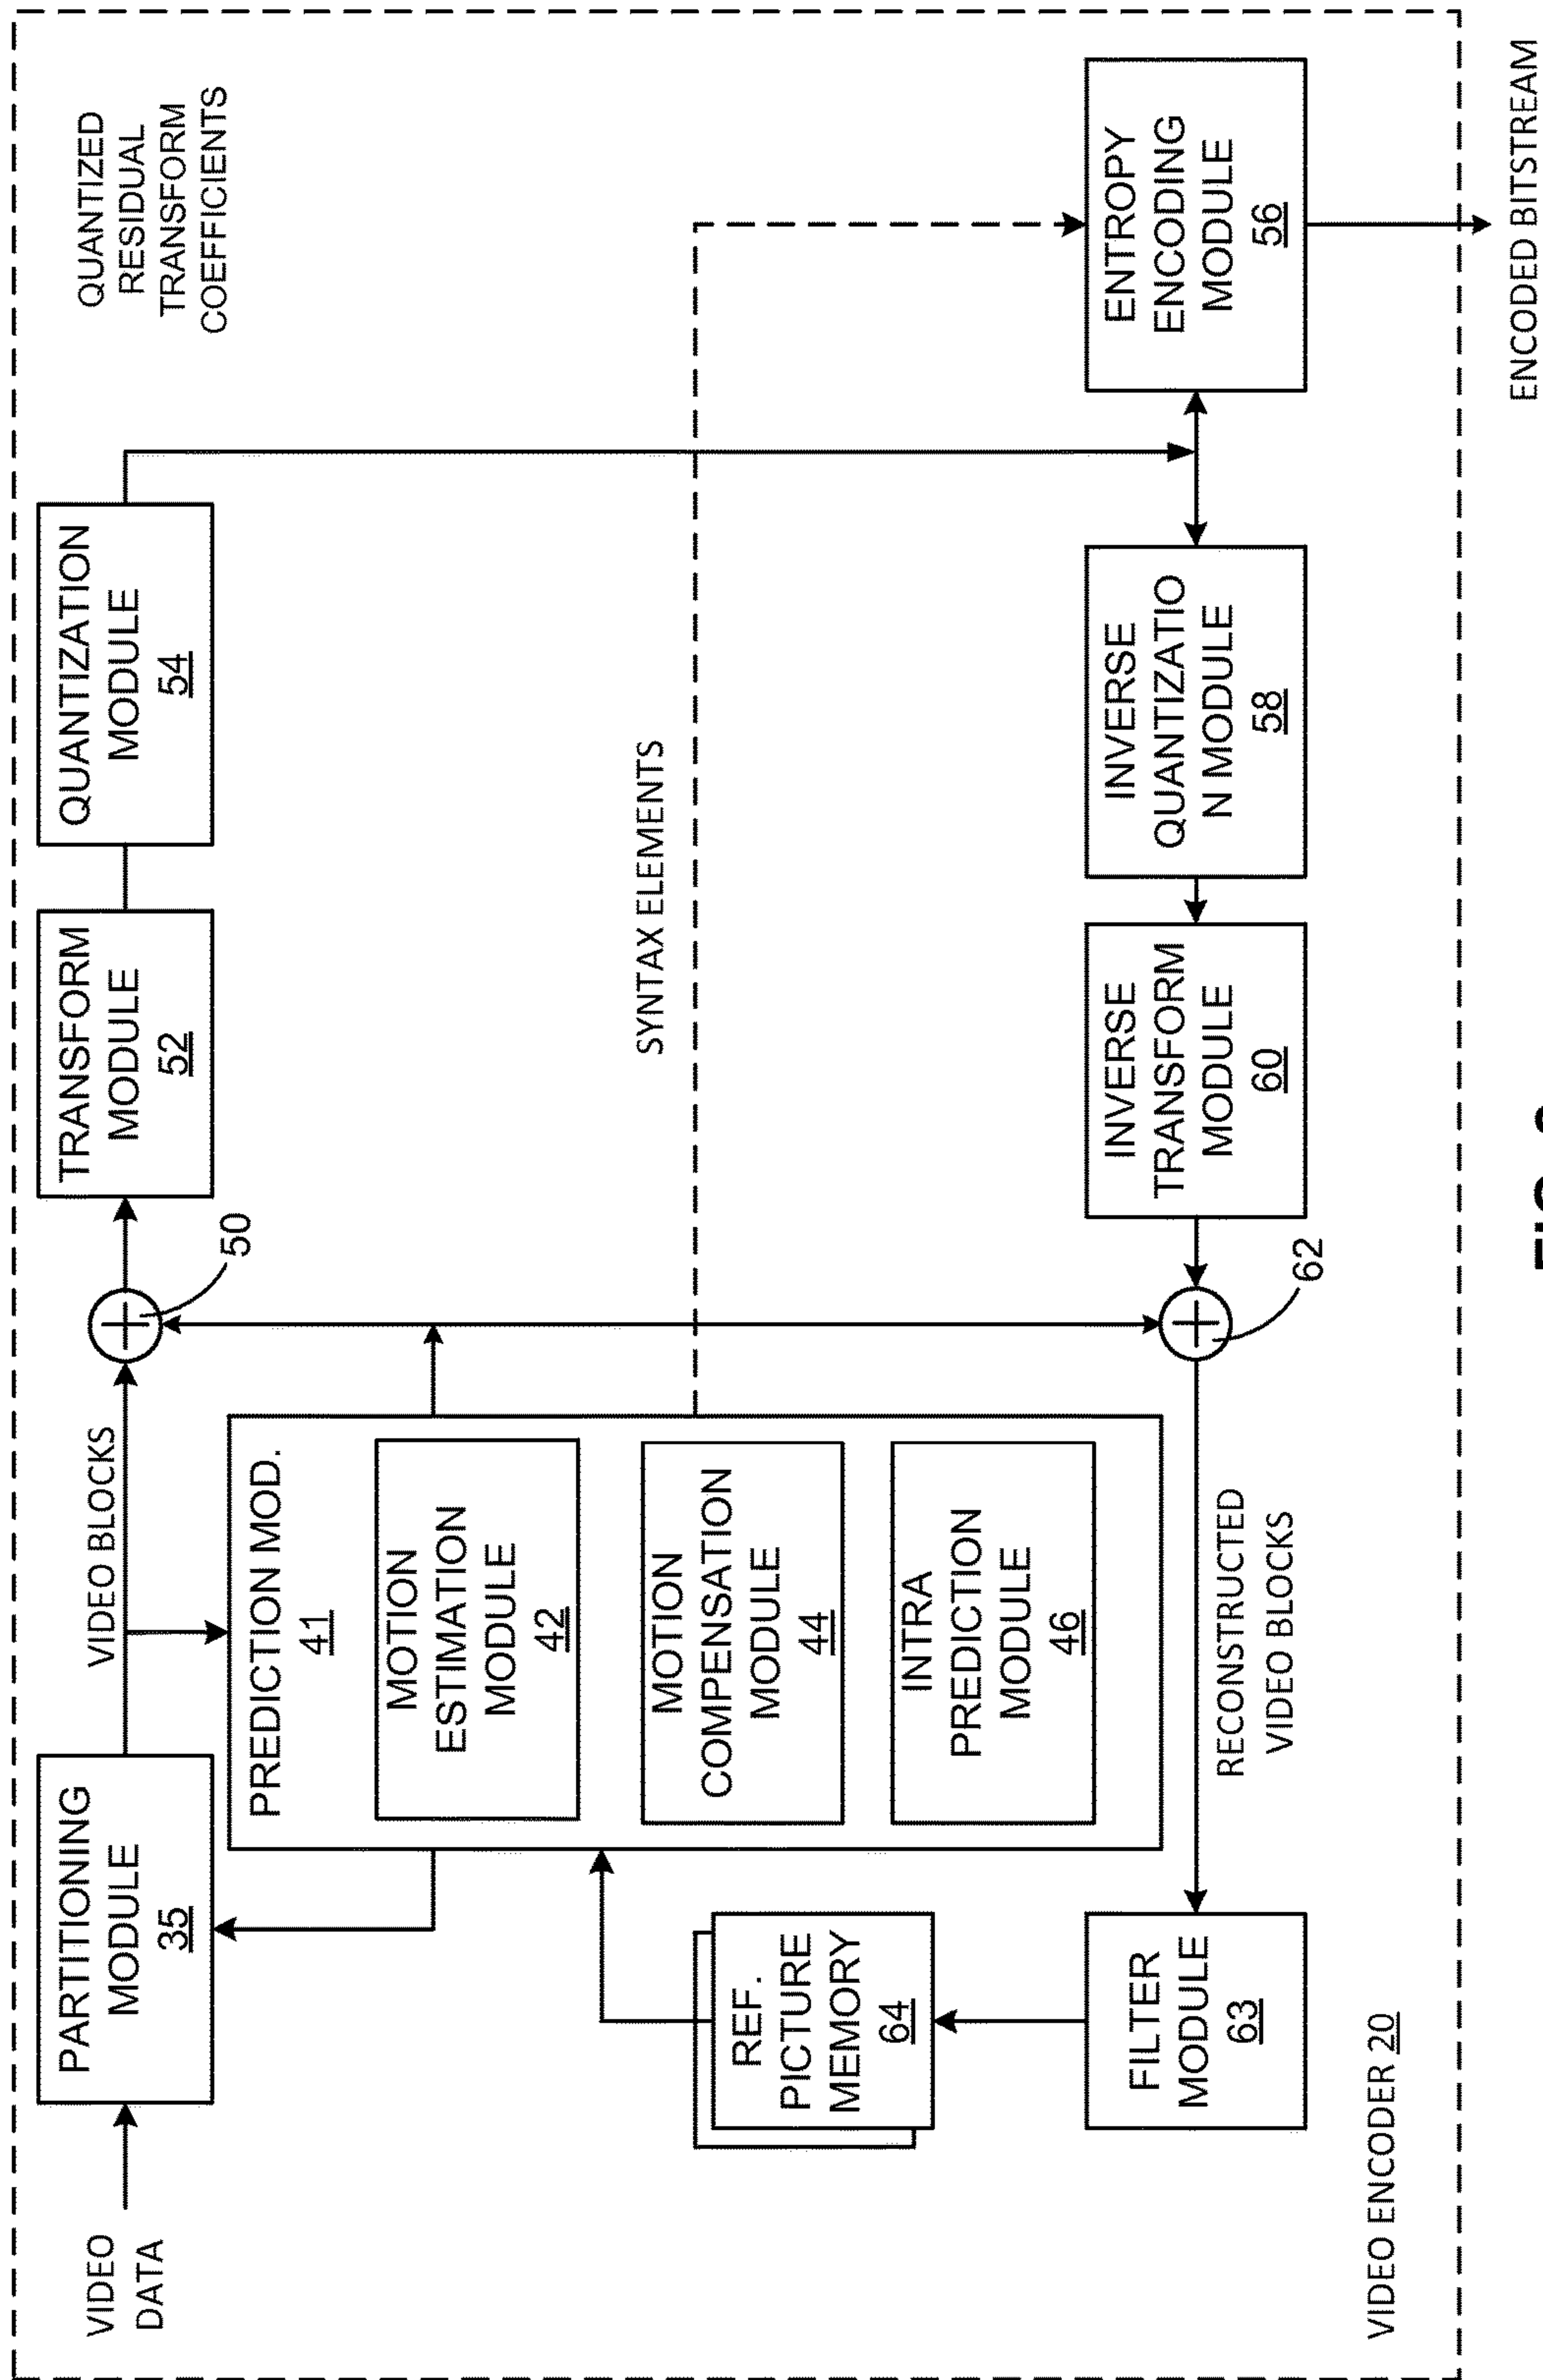 VIDEO
DATA
PARTITIONING
MODULE
35
VIDEO BLOCKS
50
TRANSFORM
MODULE
52
QUANTIZATION
MODULE
54
QUANTIZED
RESIDUAL
TRANSFORM
COEFFICIENTS
PREDICTION MOD.
41
MOTION
ESTIMATION
MODULE
42
MOTION
COMPENSATION
MODULE
44
INTRA
PREDICTION
MODULE
46
SYNTAX ELEMENTS
REF.
PICTURE
MEMORY
64
FILTER
MODULE
63
RECONSTRUCTED
VIDEO BLOCKS
62
INVERSE
TRANSFORM
MODULE
60
INVERSE
QUANTIZATIO
N MODULE
58
ENTROPY
ENCODING
MODULE
56
VIDEO ENCODER 20
ENCODED BITSTREAM